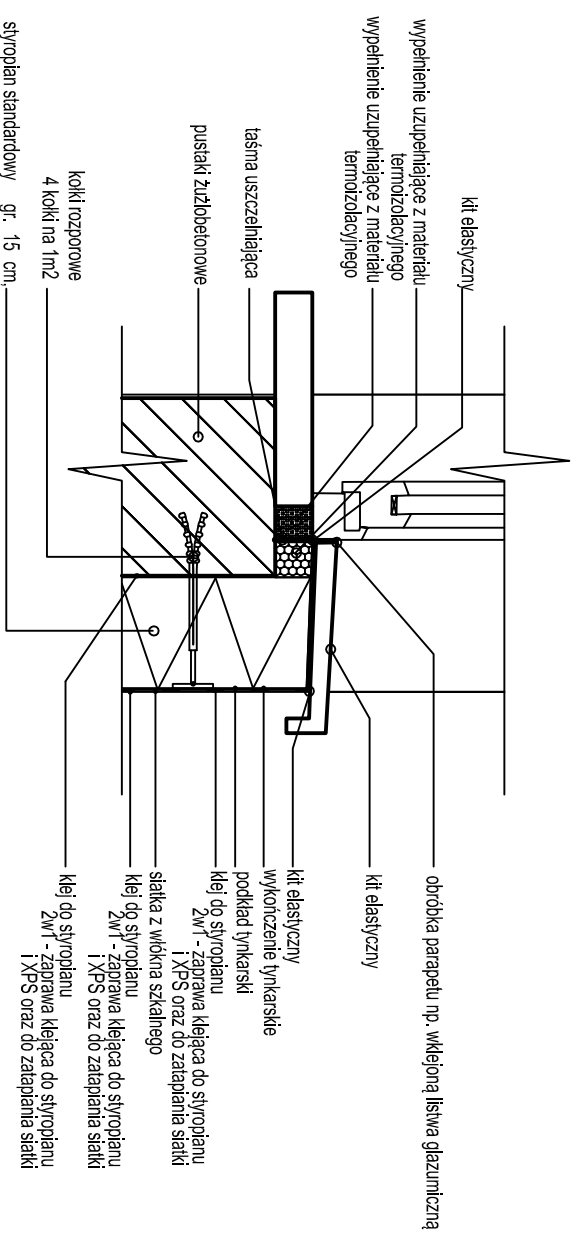 kit elastyczny
wypełnienie uzupełniające z materiału
termoizolacyjnego
wypełnienie uzupełniające z materiału
termoizolacyjnego
taśma uszczelniająca
pustaki żużlobetonowe
kołki rozporowe
4 kołki na 1m2
styropian standardowy gr. 15 cm,
obróbka parapetu np. wklejoną listwa glazumiczną
kit elastyczny
kit elastyczny
wykończenie tynkarskie
podkład tynkarski
klej do styropianu
2w1 - zaprawa klejąca do styropianu
i XPS oraz do zatapiania siatki
siatka z włókna szkalnego
klej do styropianu
2w1 - zaprawa klejąca do styropianu
i XPS oraz do zatapiania siatki
klej do styropianu
2w1 - zaprawa klejąca do styropianu
i XPS oraz do zatapiania siatki